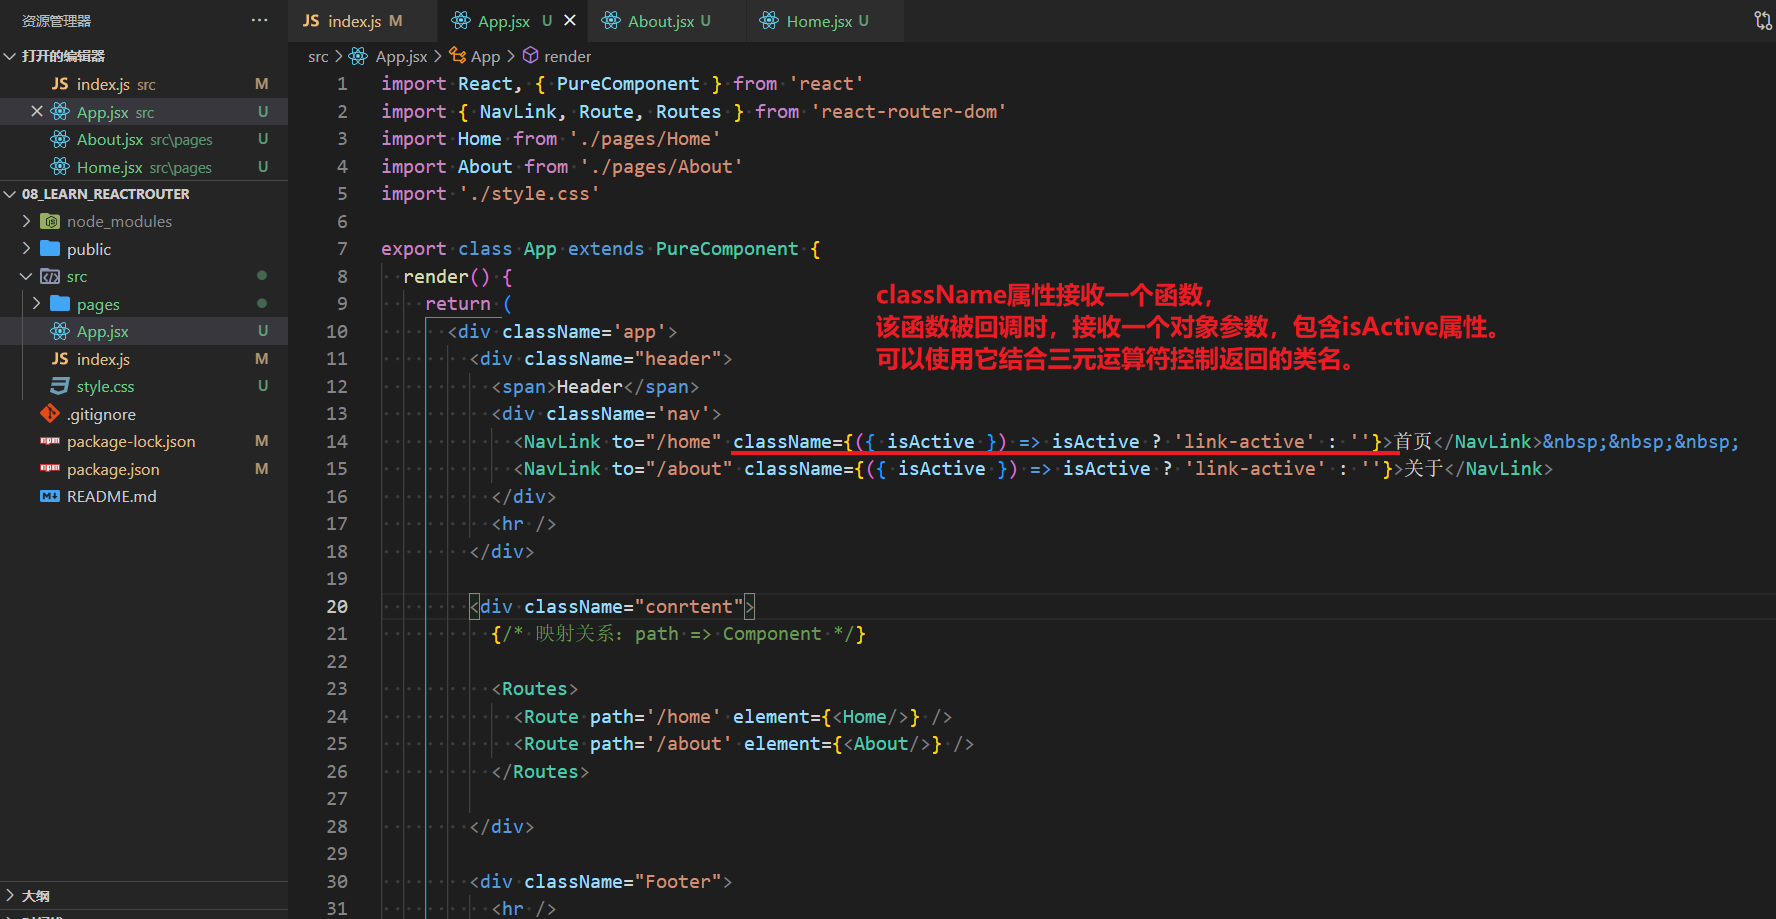 资源管理器 ···
打开的编辑器
JS index.js src M
App.jsx src U
About.jsx src\pages U
Home.jsx src\pages U
08_LEARN_REACTROUTER
node_modules
public
src
pages
App.jsx U
JS index.js M
style.css U
.gitignore
npm package-lock.json M
npm package.json M
README.md
大纲
JS index.js M App.jsx U About.jsx U Home.jsx U
src > App.jsx > App > render
1 import React, { PureComponent } from 'react'
2 import { NavLink, Route, Routes } from 'react-router-dom'
3 import Home from './pages/Home'
4 import About from './pages/About'
5 import './style.css'
6
7 export class App extends PureComponent {
8 render() {
9 return (
10 <div className='app'>
11 <div className="header">
12 <span>Header</span>
13 <div className='nav'>
14 <NavLink to="/home" className={({ isActive }) => isActive ? 'link-active' : ''}>首页</NavLink>&nbsp;&nbsp;&nbsp;
15 <NavLink to="/about" className={({ isActive }) => isActive ? 'link-active' : ''}>关于</NavLink>
16 </div>
17 <hr />
18 </div>
19
20 <div className="conrtent">
21 {/* 映射关系: path => Component */}
22
23 <Routes>
24 <Route path='/home' element={<Home/>} />
25 <Route path='/about' element={<About/>} />
26 </Routes>
27
28 </div>
29
30 <div className="Footer">
31 <hr />
className属性接收一个函数，
该函数被回调时，接收一个对象参数，包含isActive属性。
可以使用它结合三元运算符控制返回的类名。